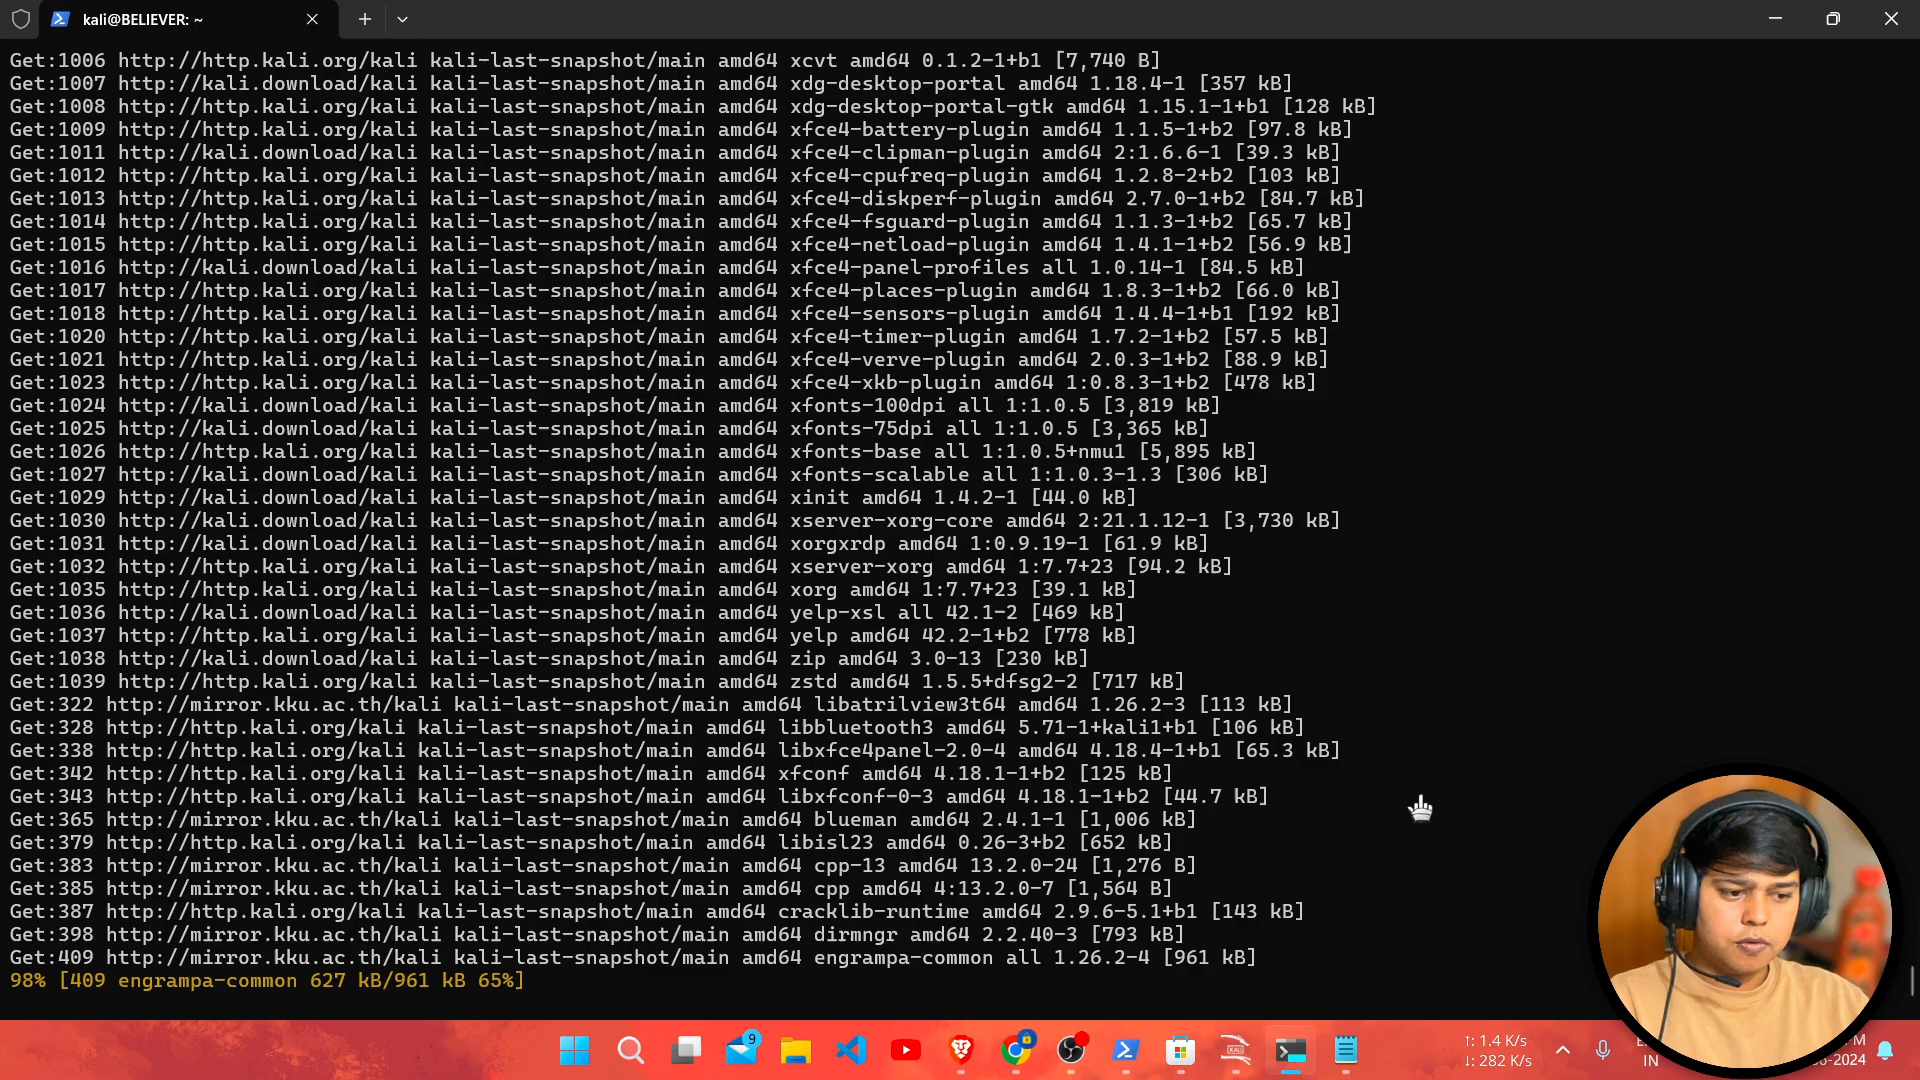 kali@BELIEVER: ~
Get:1006 http://http.kali.org/kali kali-last-snapshot/main amd64 xcvt amd64 0.1.2-1+b1 [7,740 B]
Get:1007 http://kali.download/kali kali-last-snapshot/main amd64 xdg-desktop-portal amd64 1.18.4-1 [357 kB]
Get:1008 http://http.kali.org/kali kali-last-snapshot/main amd64 xdg-desktop-portal-gtk amd64 1.15.1-1+b1 [128 kB]
Get:1009 http://http.kali.org/kali kali-last-snapshot/main amd64 xfce4-battery-plugin amd64 1.1.5-1+b2 [97.8 kB]
Get:1011 http://kali.download/kali kali-last-snapshot/main amd64 xfce4-clipman-plugin amd64 2:1.6.6-1 [39.3 kB]
Get:1012 http://http.kali.org/kali kali-last-snapshot/main amd64 xfce4-cpufreq-plugin amd64 1.2.8-2+b2 [103 kB]
Get:1013 http://http.kali.org/kali kali-last-snapshot/main amd64 xfce4-diskperf-plugin amd64 2.7.0-1+b2 [84.7 kB]
Get:1014 http://http.kali.org/kali kali-last-snapshot/main amd64 xfce4-fsguard-plugin amd64 1.1.3-1+b2 [65.7 kB]
Get:1015 http://http.kali.org/kali kali-last-snapshot/main amd64 xfce4-netload-plugin amd64 1.4.1-1+b2 [56.9 kB]
Get:1016 http://kali.download/kali kali-last-snapshot/main amd64 xfce4-panel-profiles all 1.0.14-1 [84.5 kB]
Get:1017 http://http.kali.org/kali kali-last-snapshot/main amd64 xfce4-places-plugin amd64 1.8.3-1+b2 [66.0 kB]
Get:1018 http://http.kali.org/kali kali-last-snapshot/main amd64 xfce4-sensors-plugin amd64 1.4.4-1+b1 [192 kB]
Get:1020 http://http.kali.org/kali kali-last-snapshot/main amd64 xfce4-timer-plugin amd64 1.7.2-1+b2 [57.5 kB]
Get:1021 http://http.kali.org/kali kali-last-snapshot/main amd64 xfce4-verve-plugin amd64 2.0.3-1+b2 [88.9 kB]
Get:1023 http://http.kali.org/kali kali-last-snapshot/main amd64 xfce4-xkb-plugin amd64 1:0.8.3-1+b2 [478 kB]
Get:1024 http://kali.download/kali kali-last-snapshot/main amd64 xfonts-100dpi all 1:1.0.5 [3,819 kB]
Get:1025 http://kali.download/kali kali-last-snapshot/main amd64 xfonts-75dpi all 1:1.0.5 [3,365 kB]
Get:1026 http://http.kali.org/kali kali-last-snapshot/main amd64 xfonts-base all 1:1.0.5+nmu1 [5,895 kB]
Get:1027 http://kali.download/kali kali-last-snapshot/main amd64 xfonts-scalable all 1:1.0.3-1.3 [306 kB]
Get:1029 http://kali.download/kali kali-last-snapshot/main amd64 xinit amd64 1.4.2-1 [44.0 kB]
Get:1030 http://kali.download/kali kali-last-snapshot/main amd64 xserver-xorg-core amd64 2:21.1.12-1 [3,730 kB]
Get:1031 http://kali.download/kali kali-last-snapshot/main amd64 xorgxrdp amd64 1:0.9.19-1 [61.9 kB]
Get:1032 http://http.kali.org/kali kali-last-snapshot/main amd64 xserver-xorg amd64 1:7.7+23 [94.2 kB]
Get:1035 http://http.kali.org/kali kali-last-snapshot/main amd64 xorg amd64 1:7.7+23 [39.1 kB]
Get:1036 http://kali.download/kali kali-last-snapshot/main amd64 yelp-xsl all 42.1-2 [469 kB]
Get:1037 http://http.kali.org/kali kali-last-snapshot/main amd64 yelp amd64 42.2-1+b2 [778 kB]
Get:1038 http://kali.download/kali kali-last-snapshot/main amd64 zip amd64 3.0-13 [230 kB]
Get:1039 http://http.kali.org/kali kali-last-snapshot/main amd64 zstd amd64 1.5.5+dfsg2-2 [717 kB]
Get:322 http://mirror.kku.ac.th/kali kali-last-snapshot/main amd64 libatrilview3t64 amd64 1.26.2-3 [113 kB]
Get:328 http://http.kali.org/kali kali-last-snapshot/main amd64 libbluetooth3 amd64 5.71-1+kali1+b1 [106 kB]
Get:338 http://http.kali.org/kali kali-last-snapshot/main amd64 libxfce4panel-2.0-4 amd64 4.18.4-1+b1 [65.3 kB]
Get:342 http://http.kali.org/kali kali-last-snapshot/main amd64 xfconf amd64 4.18.1-1+b2 [125 kB]
Get:343 http://http.kali.org/kali kali-last-snapshot/main amd64 libxfconf-0-3 amd64 4.18.1-1+b2 [44.7 kB]
Get:365 http://mirror.kku.ac.th/kali kali-last-snapshot/main amd64 blueman amd64 2.4.1-1 [1,006 kB]
Get:379 http://http.kali.org/kali kali-last-snapshot/main amd64 libisl23 amd64 0.26-3+b2 [652 kB]
Get:383 http://mirror.kku.ac.th/kali kali-last-snapshot/main amd64 cpp-13 amd64 13.2.0-24 [1,276 B]
Get:385 http://mirror.kku.ac.th/kali kali-last-snapshot/main amd64 cpp amd64 4:13.2.0-7 [1,564 B]
Get:387 http://http.kali.org/kali kali-last-snapshot/main amd64 cracklib-runtime amd64 2.9.6-5.1+b1 [143 kB]
Get:398 http://mirror.kku.ac.th/kali kali-last-snapshot/main amd64 dirmngr amd64 2.2.40-3 [793 kB]
Get:409 http://mirror.kku.ac.th/kali kali-last-snapshot/main amd64 engrampa-common all 1.26.2-4 [961 kB]
98% [409 engrampa-common 627 kB/961 kB 65%]
9
↑: 1.4 K/s
↓: 282 K/s
IN
-2024